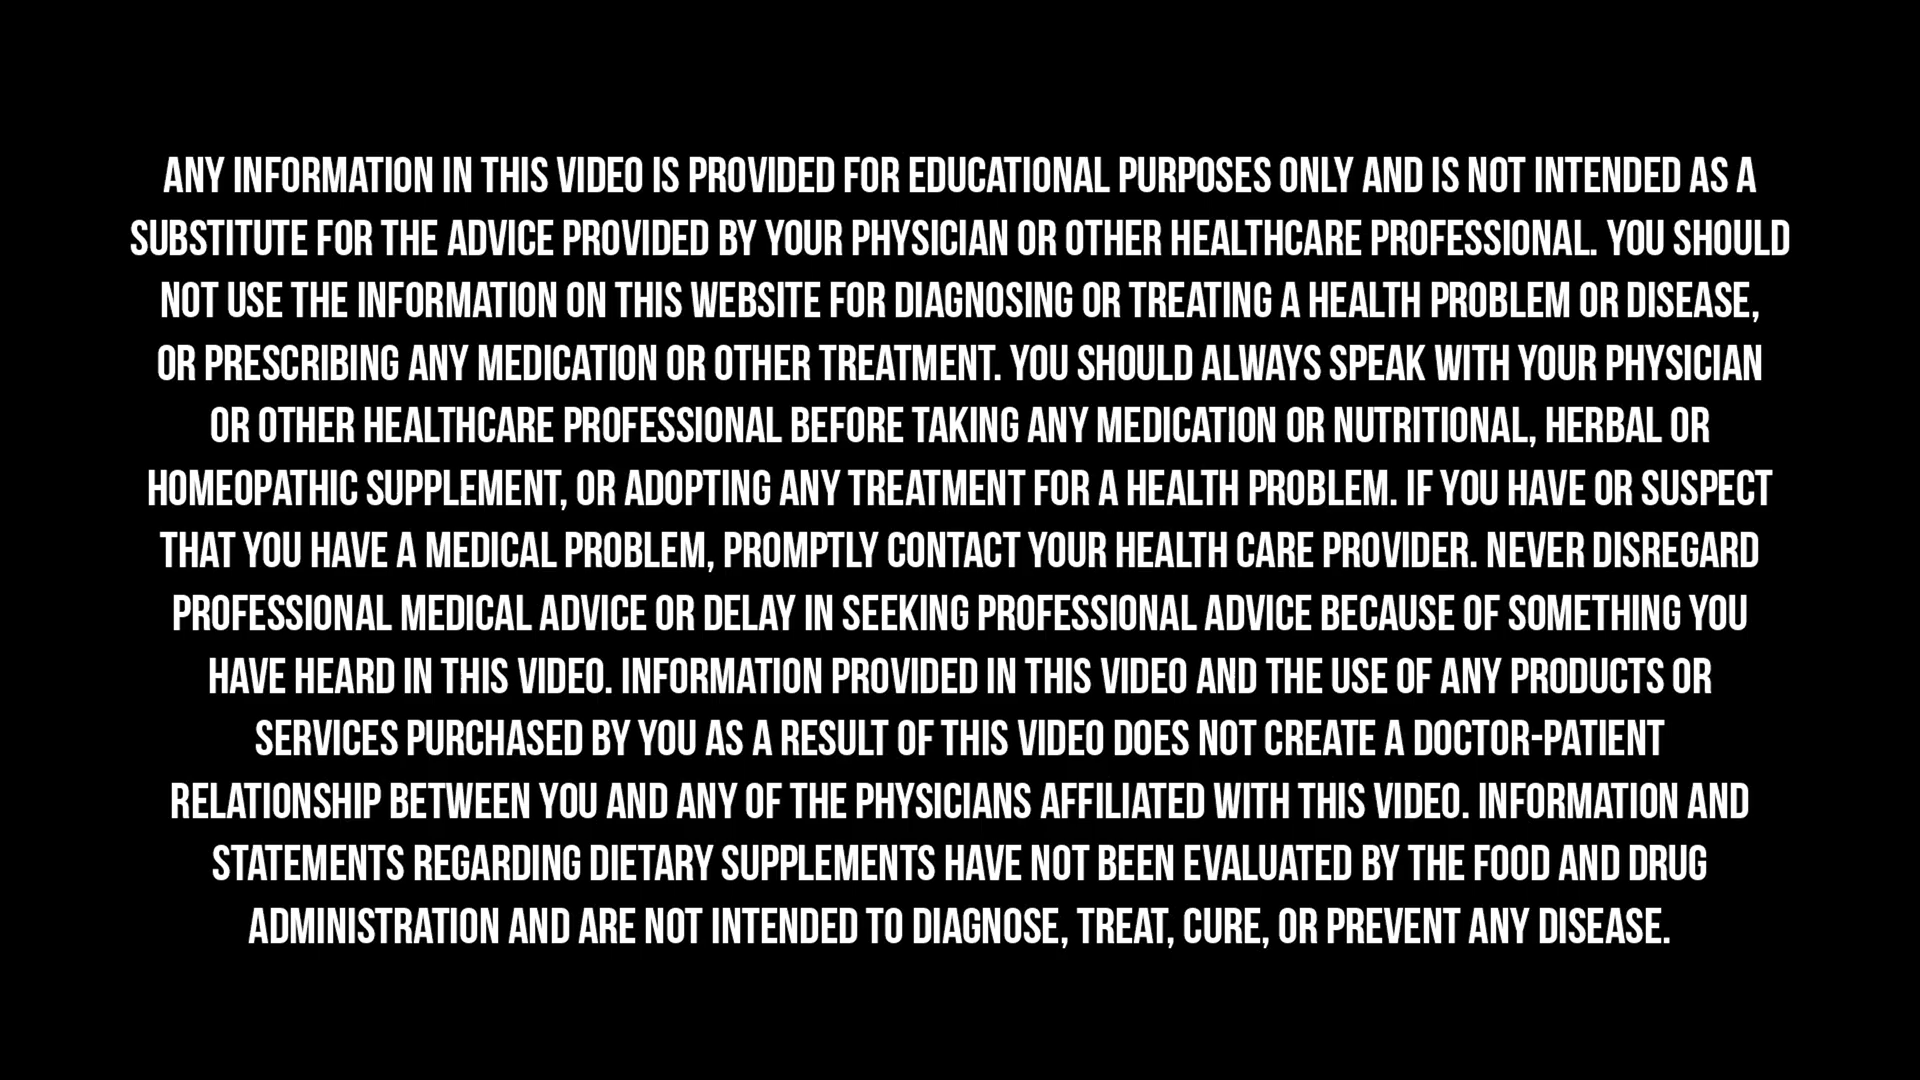 ANY INFORMATION IN THIS VIDEO IS PROVIDED FOR EDUCATIONAL PURPOSES ONLY AND IS NOT INTENDED AS A
SUBSTITUTE FOR THE ADVICE PROVIDED BY YOUR PHYSICIAN OR OTHER HEALTHCARE PROFESSIONAL. YOU SHOULD
NOT USE THE INFORMATION ON THIS WEBSITE FOR DIAGNOSING OR TREATING A HEALTH PROBLEM OR DISEASE,
OR PRESCRIBING ANY MEDICATION OR OTHER TREATMENT. YOU SHOULD ALWAYS SPEAK WITH YOUR PHYSICIAN
OR OTHER HEALTHCARE PROFESSIONAL BEFORE TAKING ANY MEDICATION OR NUTRITIONAL, HERBAL OR
HOMEOPATHIC SUPPLEMENT, OR ADOPTING ANY TREATMENT FOR A HEALTH PROBLEM. IF YOU HAVE OR SUSPECT
THAT YOU HAVE A MEDICAL PROBLEM, PROMPTLY CONTACT YOUR HEALTH CARE PROVIDER. NEVER DISREGARD
PROFESSIONAL MEDICAL ADVICE OR DELAY IN SEEKING PROFESSIONAL ADVICE BECAUSE OF SOMETHING YOU
HAVE HEARD IN THIS VIDEO. INFORMATION PROVIDED IN THIS VIDEO AND THE USE OF ANY PRODUCTS OR
SERVICES PURCHASED BY YOU AS A RESULT OF THIS VIDEO DOES NOT CREATE A DOCTOR-PATIENT
RELATIONSHIP BETWEEN YOU AND ANY OF THE PHYSICIANS AFFILIATED WITH THIS VIDEO. INFORMATION AND
STATEMENTS REGARDING DIETARY SUPPLEMENTS HAVE NOT BEEN EVALUATED BY THE FOOD AND DRUG
ADMINISTRATION AND ARE NOT INTENDED TO DIAGNOSE, TREAT, CURE, OR PREVENT ANY DISEASE.